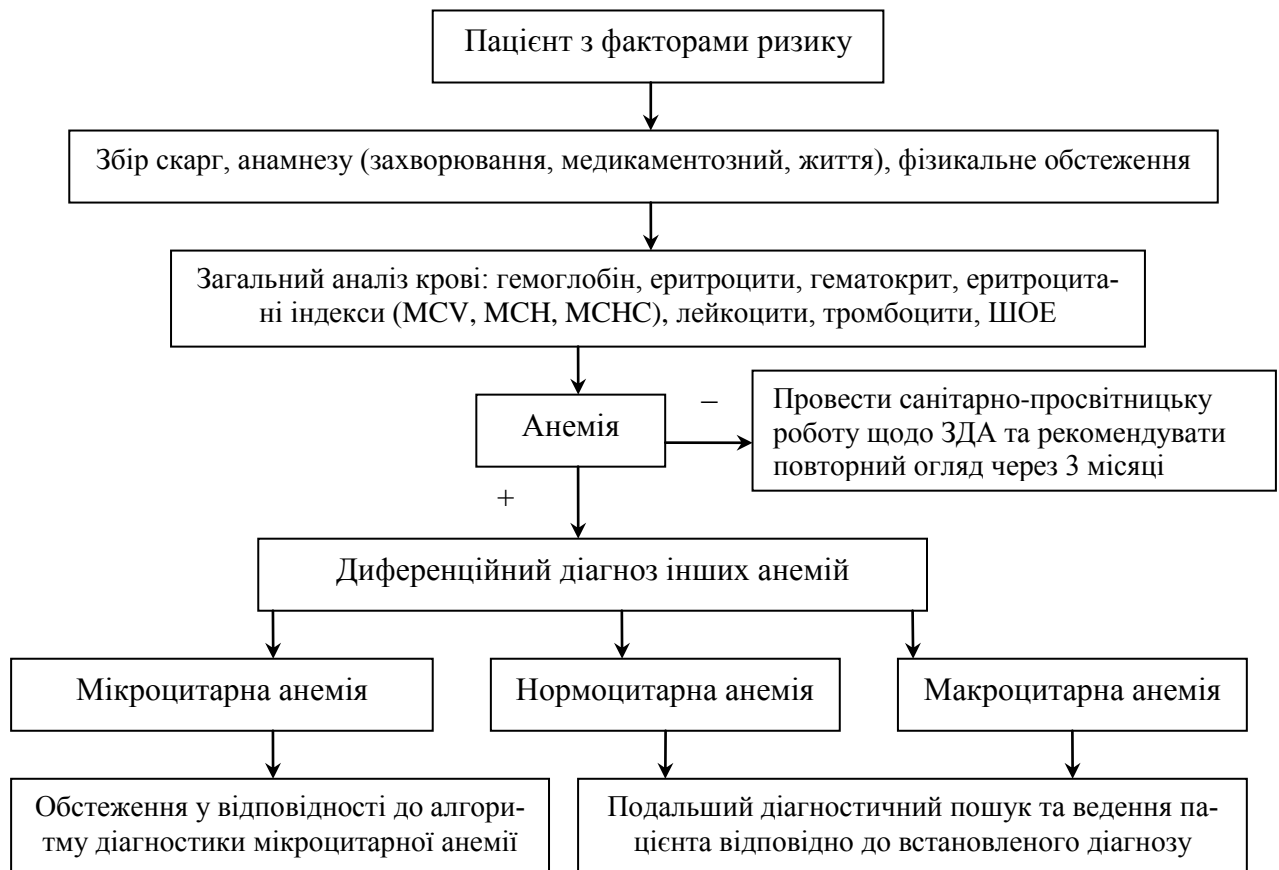 Пацієнт з факторами ризику
Збір скарг, анамнезу (захворювання, медикаментозний, життя), фізикальне обстеження
Загальний аналіз крові: гемоглобін, еритроцити, гематокрит, еритроцита-
ні індекси (MCV, MCH, MCHC), лейкоцити, тромбоцити, ШОЕ
Анемія
–
Провести санітарно-просвітницьку
роботу щодо ЗДА та рекомендувати
повторний огляд через 3 місяці
+
Диференційний діагноз інших анемій
Мікроцитарна анемія
Нормоцитарна анемія
Макроцитарна анемія
Обстеження у відповідності до алгори-
тму діагностики мікроцитарної анемії
Подальший діагностичний пошук та ведення па-
цієнта відповідно до встановленого діагнозу